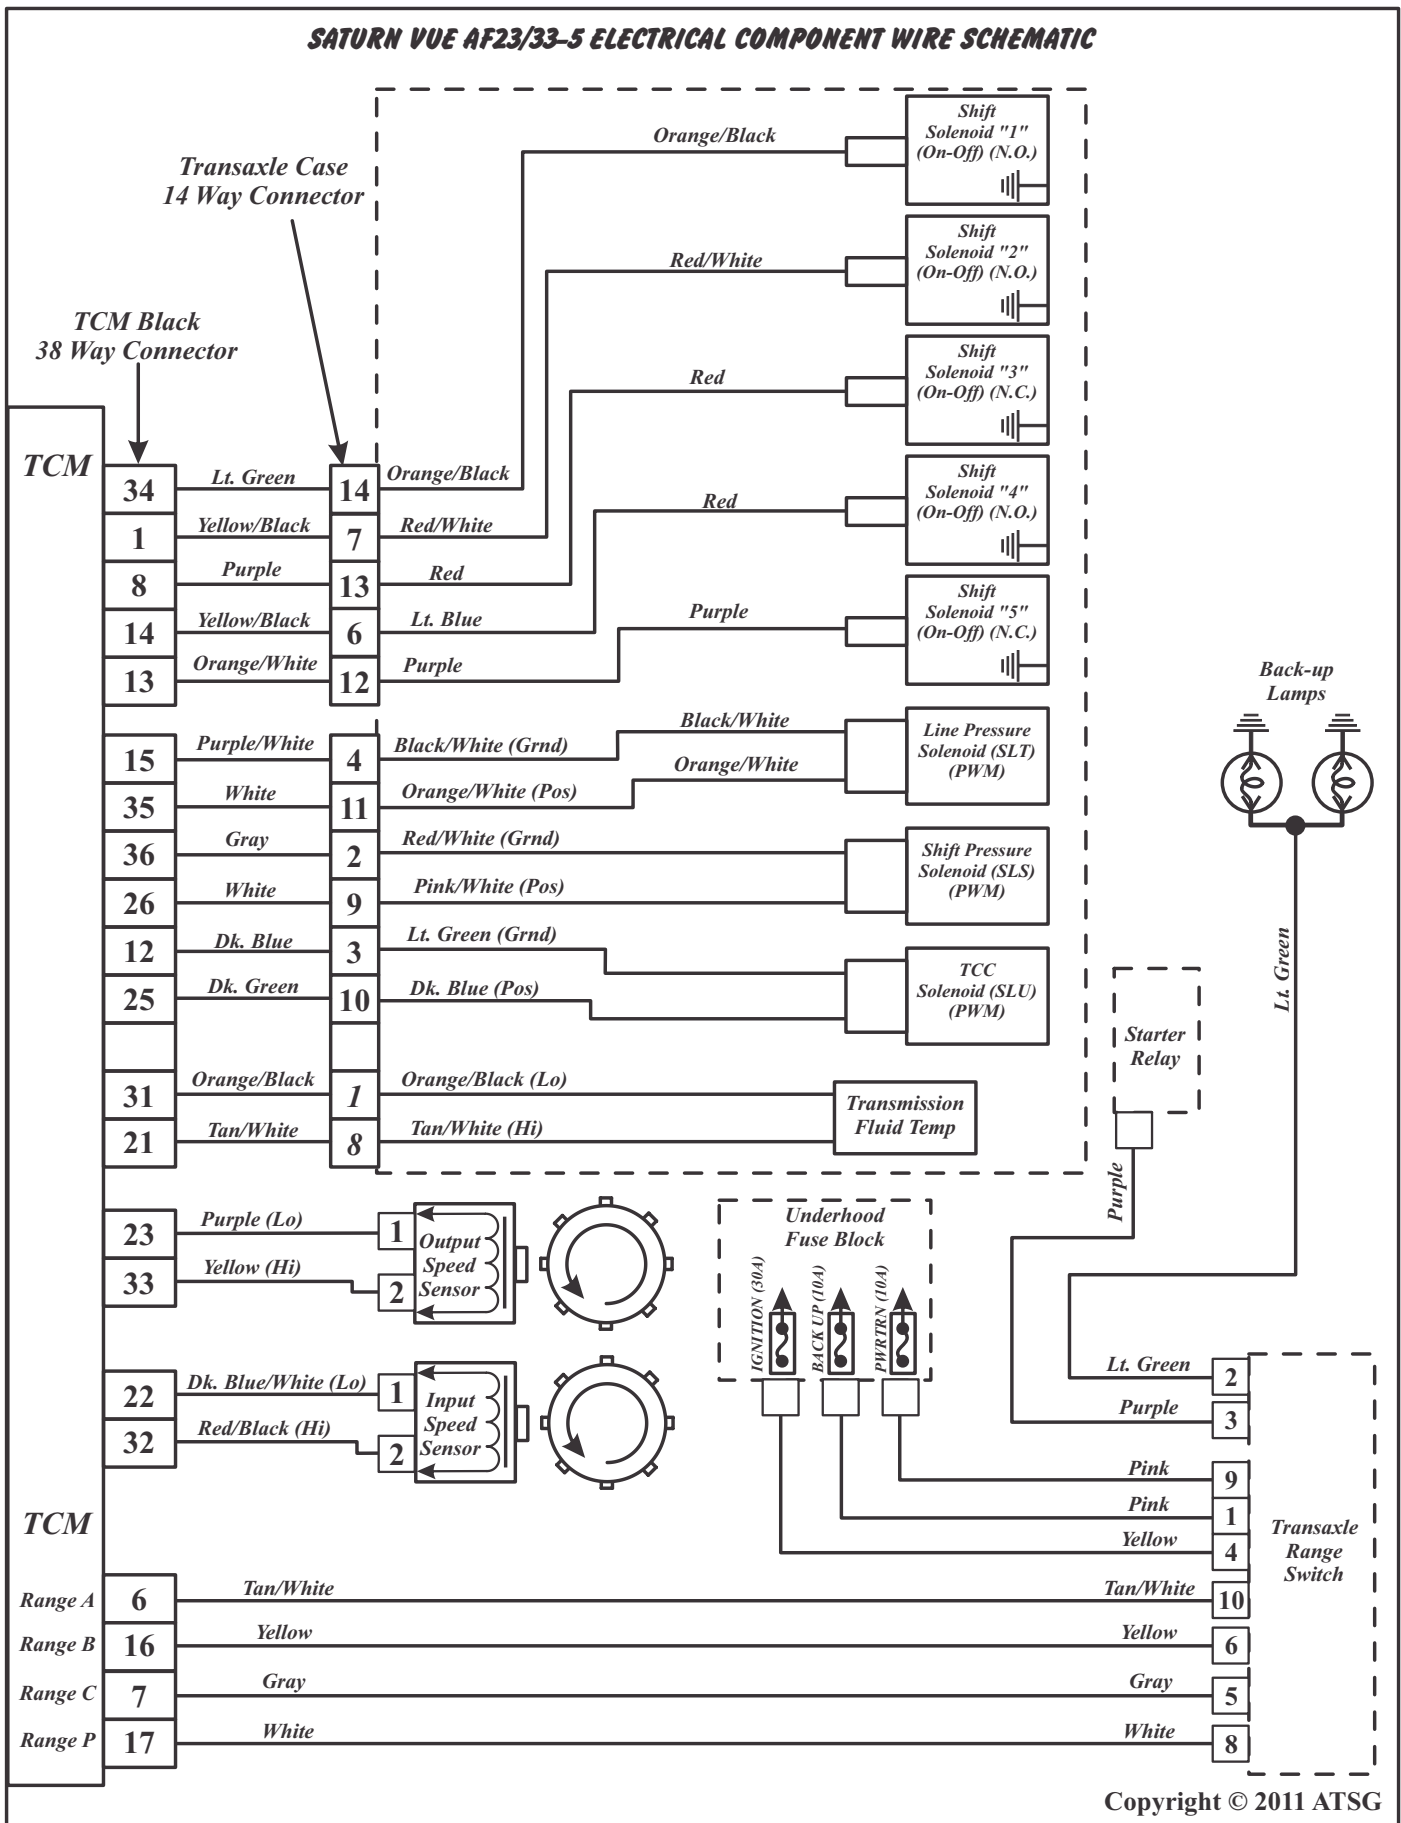 SATURN VUE AF23/33-5 ELECTRICAL COMPONENT WIRE SCHEMATIC
Transaxle Case
14 Way Connector
TCM Black
38 Way Connector
Orange/Black
Shift
Solenoid "1"
(On-Off) (N.O.)
Red/White
Shift
Solenoid "2"
(On-Off) (N.O.)
Red
Shift
Solenoid "3"
(On-Off) (N.C.)
Red
Shift
Solenoid "4"
(On-Off) (N.O.)
Purple
Shift
Solenoid "5"
(On-Off) (N.C.)
TCM
34 Lt. Green 14 Orange/Black
1 Yellow/Black 7 Red/White
8 Purple 13 Red
14 Yellow/Black 6 Lt. Blue
13 Orange/White 12 Purple
15 Purple/White 4 Black/White (Grnd) Black/White
35 White 11 Orange/White (Pos) Orange/White
Line Pressure
Solenoid (SLT)
(PWM)
36 Gray 2 Red/White (Grnd)
26 White 9 Pink/White (Pos)
Shift Pressure
Solenoid (SLS)
(PWM)
12 Dk. Blue 3 Lt. Green (Grnd)
25 Dk. Green 10 Dk. Blue (Pos)
TCC
Solenoid (SLU)
(PWM)
31 Orange/Black 1 Orange/Black (Lo)
21 Tan/White 8 Tan/White (Hi)
Transmission
Fluid Temp
Back-up
Lamps
Lt. Green
Starter
Relay
Purple
23 Purple (Lo) 1
33 Yellow (Hi) 2
Output
Speed
Sensor
22 Dk. Blue/White (Lo) 1
32 Red/Black (Hi) 2
Input
Speed
Sensor
Underhood
Fuse Block
IGNITION (30A)
BACK UP (10A)
PWRTRN (10A)
Lt. Green 2
Purple 3
Pink 9
Pink 1
Yellow 4
Transaxle
Range
Switch
TCM
Range A 6 Tan/White Tan/White 10
Range B 16 Yellow Yellow 6
Range C 7 Gray Gray 5
Range P 17 White White 8
Copyright © 2011 ATSG